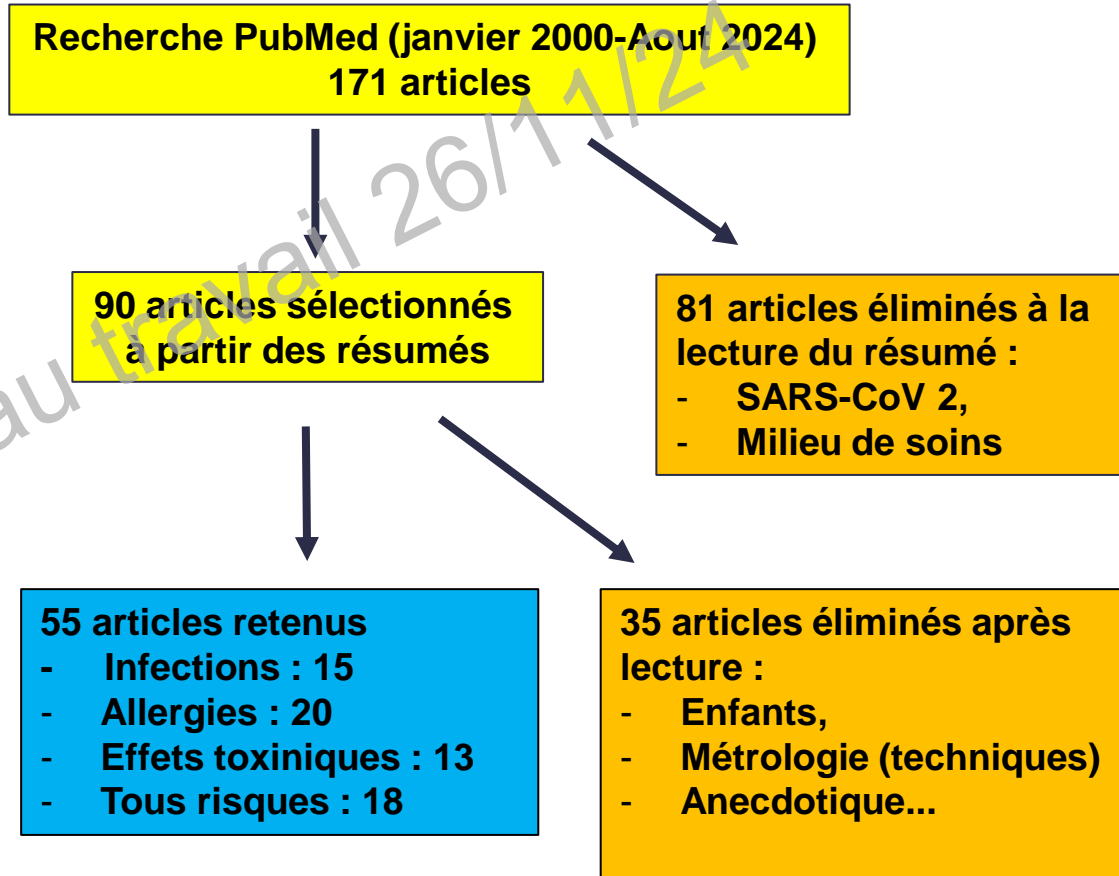 Recherche PubMed (janvier 2000-Aout 2024)
171 articles
au travail 26/11/24
90 articles sélectionnés
à partir des résumés
81 articles éliminés à la
lecture du résumé :
- SARS-CoV 2,
- Milieu de soins
55 articles retenus
- Infections : 15
- Allergies : 20
- Effets toxiniques : 13
- Tous risques : 18
35 articles éliminés après
lecture :
- Enfants,
- Métrologie (techniques)
- Anecdotique...